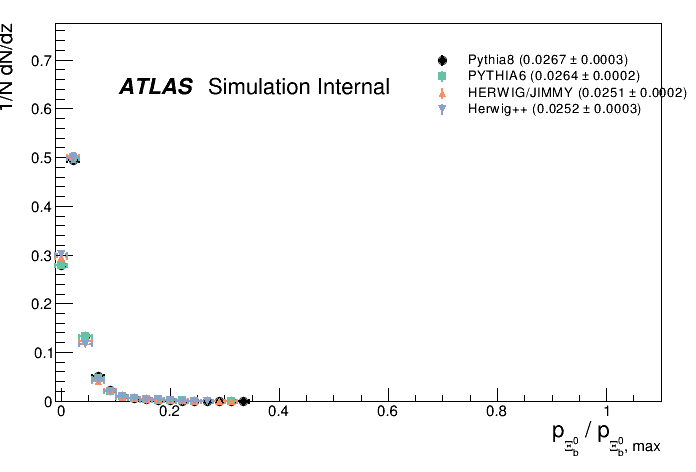 1/N dN/dz
ATLAS Simulation Internal
Pythia8 (0.0267 ± 0.0003)
PYTHIA6 (0.0264 ± 0.0002)
HERWIG/JIMMY (0.0251 ± 0.0002)
Herwig++ (0.0252 ± 0.0003)
0.7
0.6
0.5
0.4
0.3
0.2
0.1
0
0 0.2 0.4 0.6 0.8 1
p_{Ξ_b^0} / p_{Ξ_b^0, max}